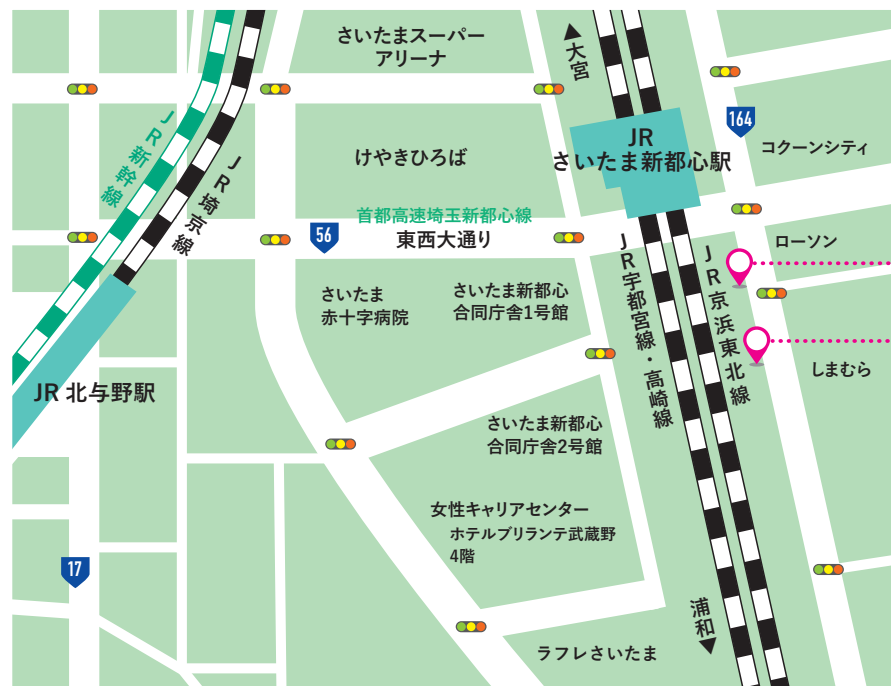 さいたまスーパー
アリーナ
▲大宮
164
JR
さいたま新都心駅
コクーンシティ
けやきひろば
JR新幹線
JR埼京線
首都高速埼玉新都心線
56
東西大通り
ローソン
さいたま
赤十字病院
さいたま新都心
合同庁舎1号館
JR宇都宮線・高崎線
JR京浜東北線
しまむら
JR 北与野駅
さいたま新都心
合同庁舎2号館
女性キャリアセンター
ホテルブリランテ武蔵野
4階
17
浦和▼
ラフレさいたま